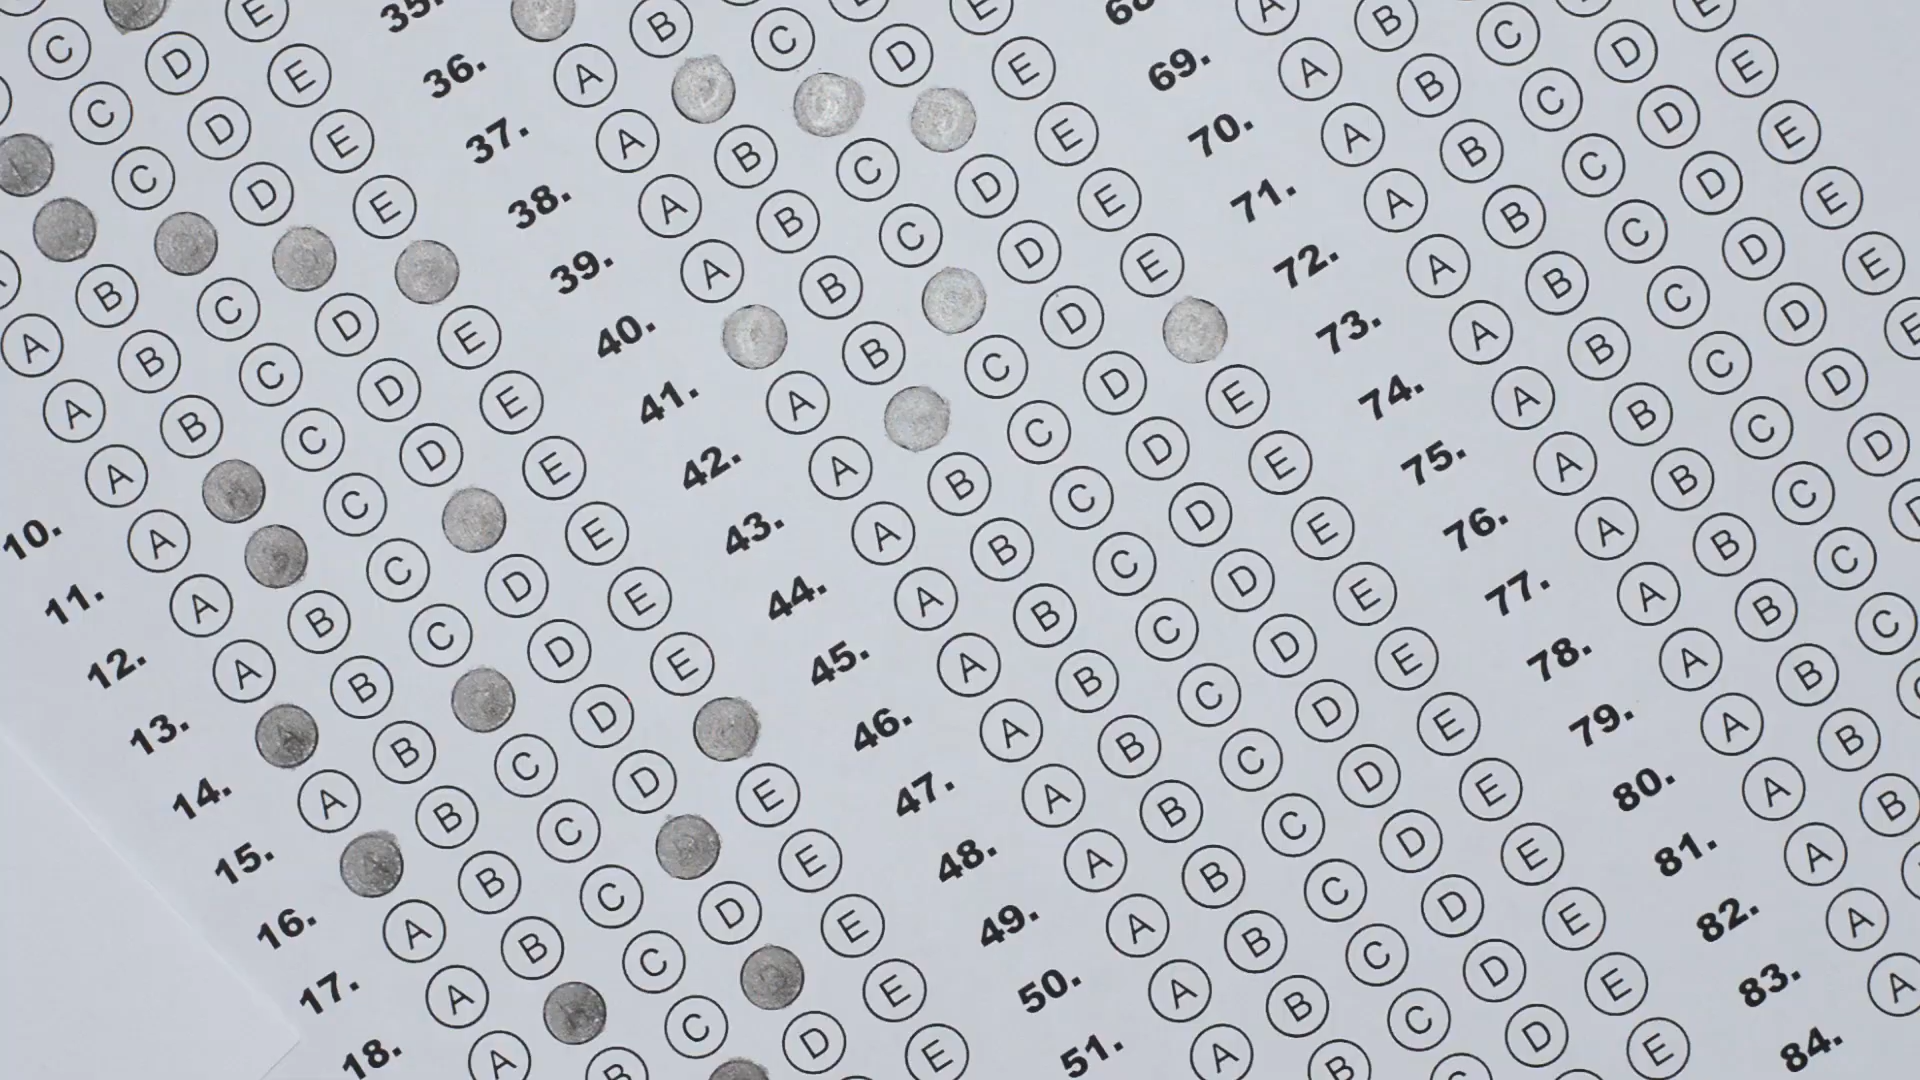 C
C D E
B C D E 35.
A B C D E
A B C D E
10. A B C D E
11. A C D E
12. A C D E
13. A B C E
14. A B C D E
15. A B D E
16. B C D E
17. A B C D
18. A B C E
A C D E
B C E
D E
E
36.
37. A B
38. A C
39. A B D E
40. A B C E
41. B C D E
42. A B D E
43. A C D E
44. A B C D
45. A B C D E
46. A B C D E
47. A B C D E
48. A B C D E
49. A B C D E
50. A B C D E
51. A B C D E
A B C D E
B C D E
C D E
E
68.
69. A
70. A B
71. A B C
72. A B C D E
73. A B C D E
74. A B C D E
75. A B C D E
76. A B C D E
77. A B C D E
78. A B C D
79. A B C D
80. A B C
81. A B
82. A B
83. A
84. A